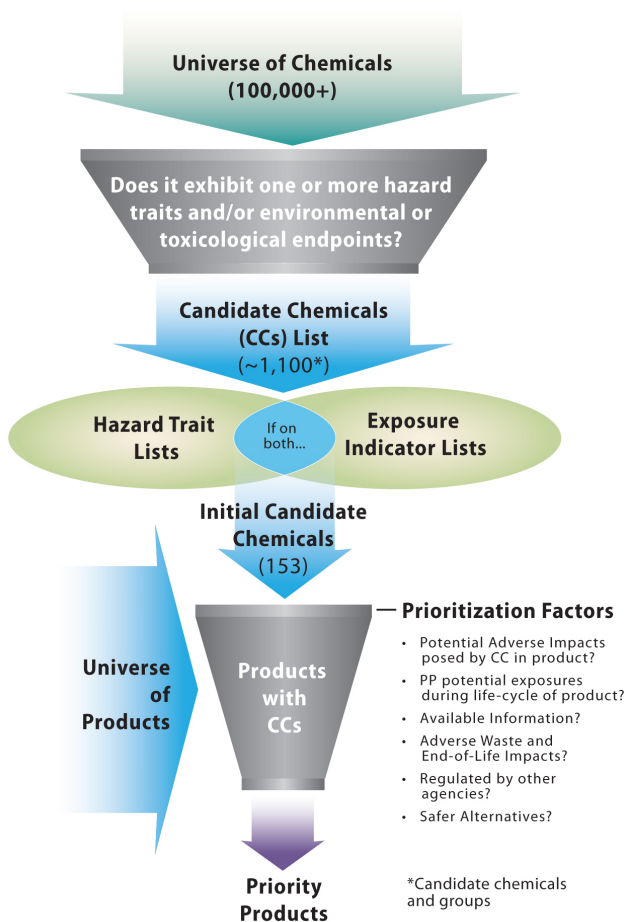 Universe of Chemicals
(100,000+)
Does it exhibit one or more hazard
traits and/or environmental or
toxicological endpoints?
Candidate Chemicals
(CCs) List
(~1,100*)
Hazard Trait
Lists
If on
both...
Exposure
Indicator Lists
Initial Candidate
Chemicals
(153)
Universe
of
Products
Products
with
CCs
Prioritization Factors
• Potential Adverse Impacts
posed by CC in product?
• PP potential exposures
during life-cycle of product?
• Available Information?
• Adverse Waste and
End-of-Life Impacts?
• Regulated by other
agencies?
• Safer Alternatives?
Priority
Products
*Candidate chemicals
and groups